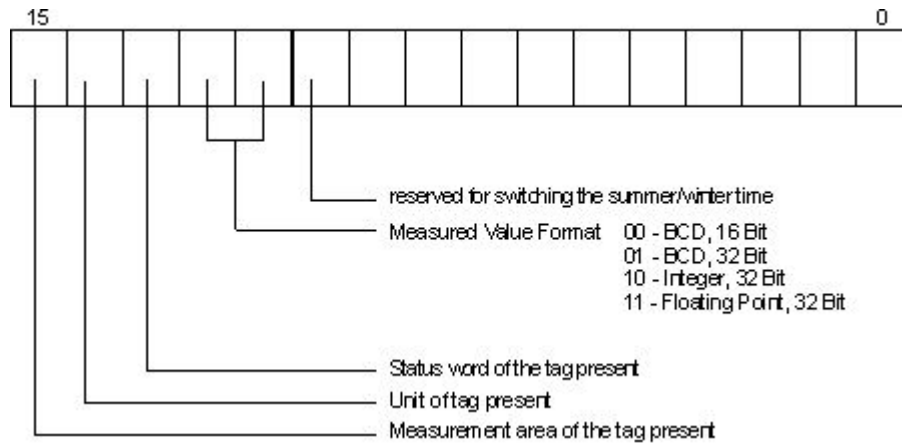 15 0
reserved for switching the summer/winter time
Measured Value Format 00 - BCD, 16 Bit
01 - BCD, 32 Bit
10 - Integer, 32 Bit
11 - Floating Point, 32 Bit
Status word of the tag present
Unit of tag present
Measurement area of the tag present